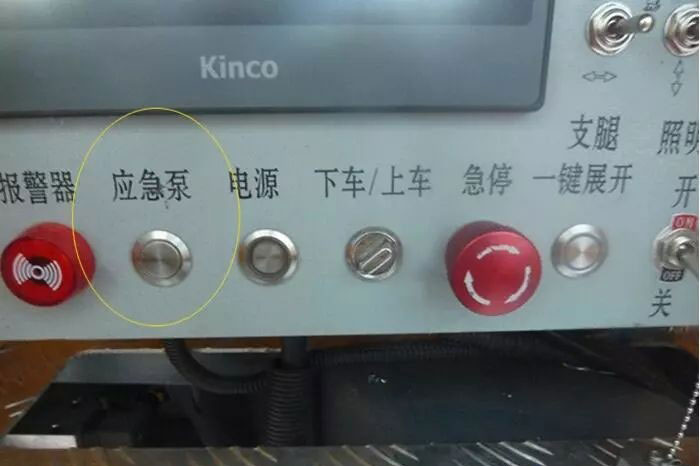 Kinco
支腿
照明
报警器
应急泵
电源
下车/上车
急停
一键展开
开
ON
OFF
关